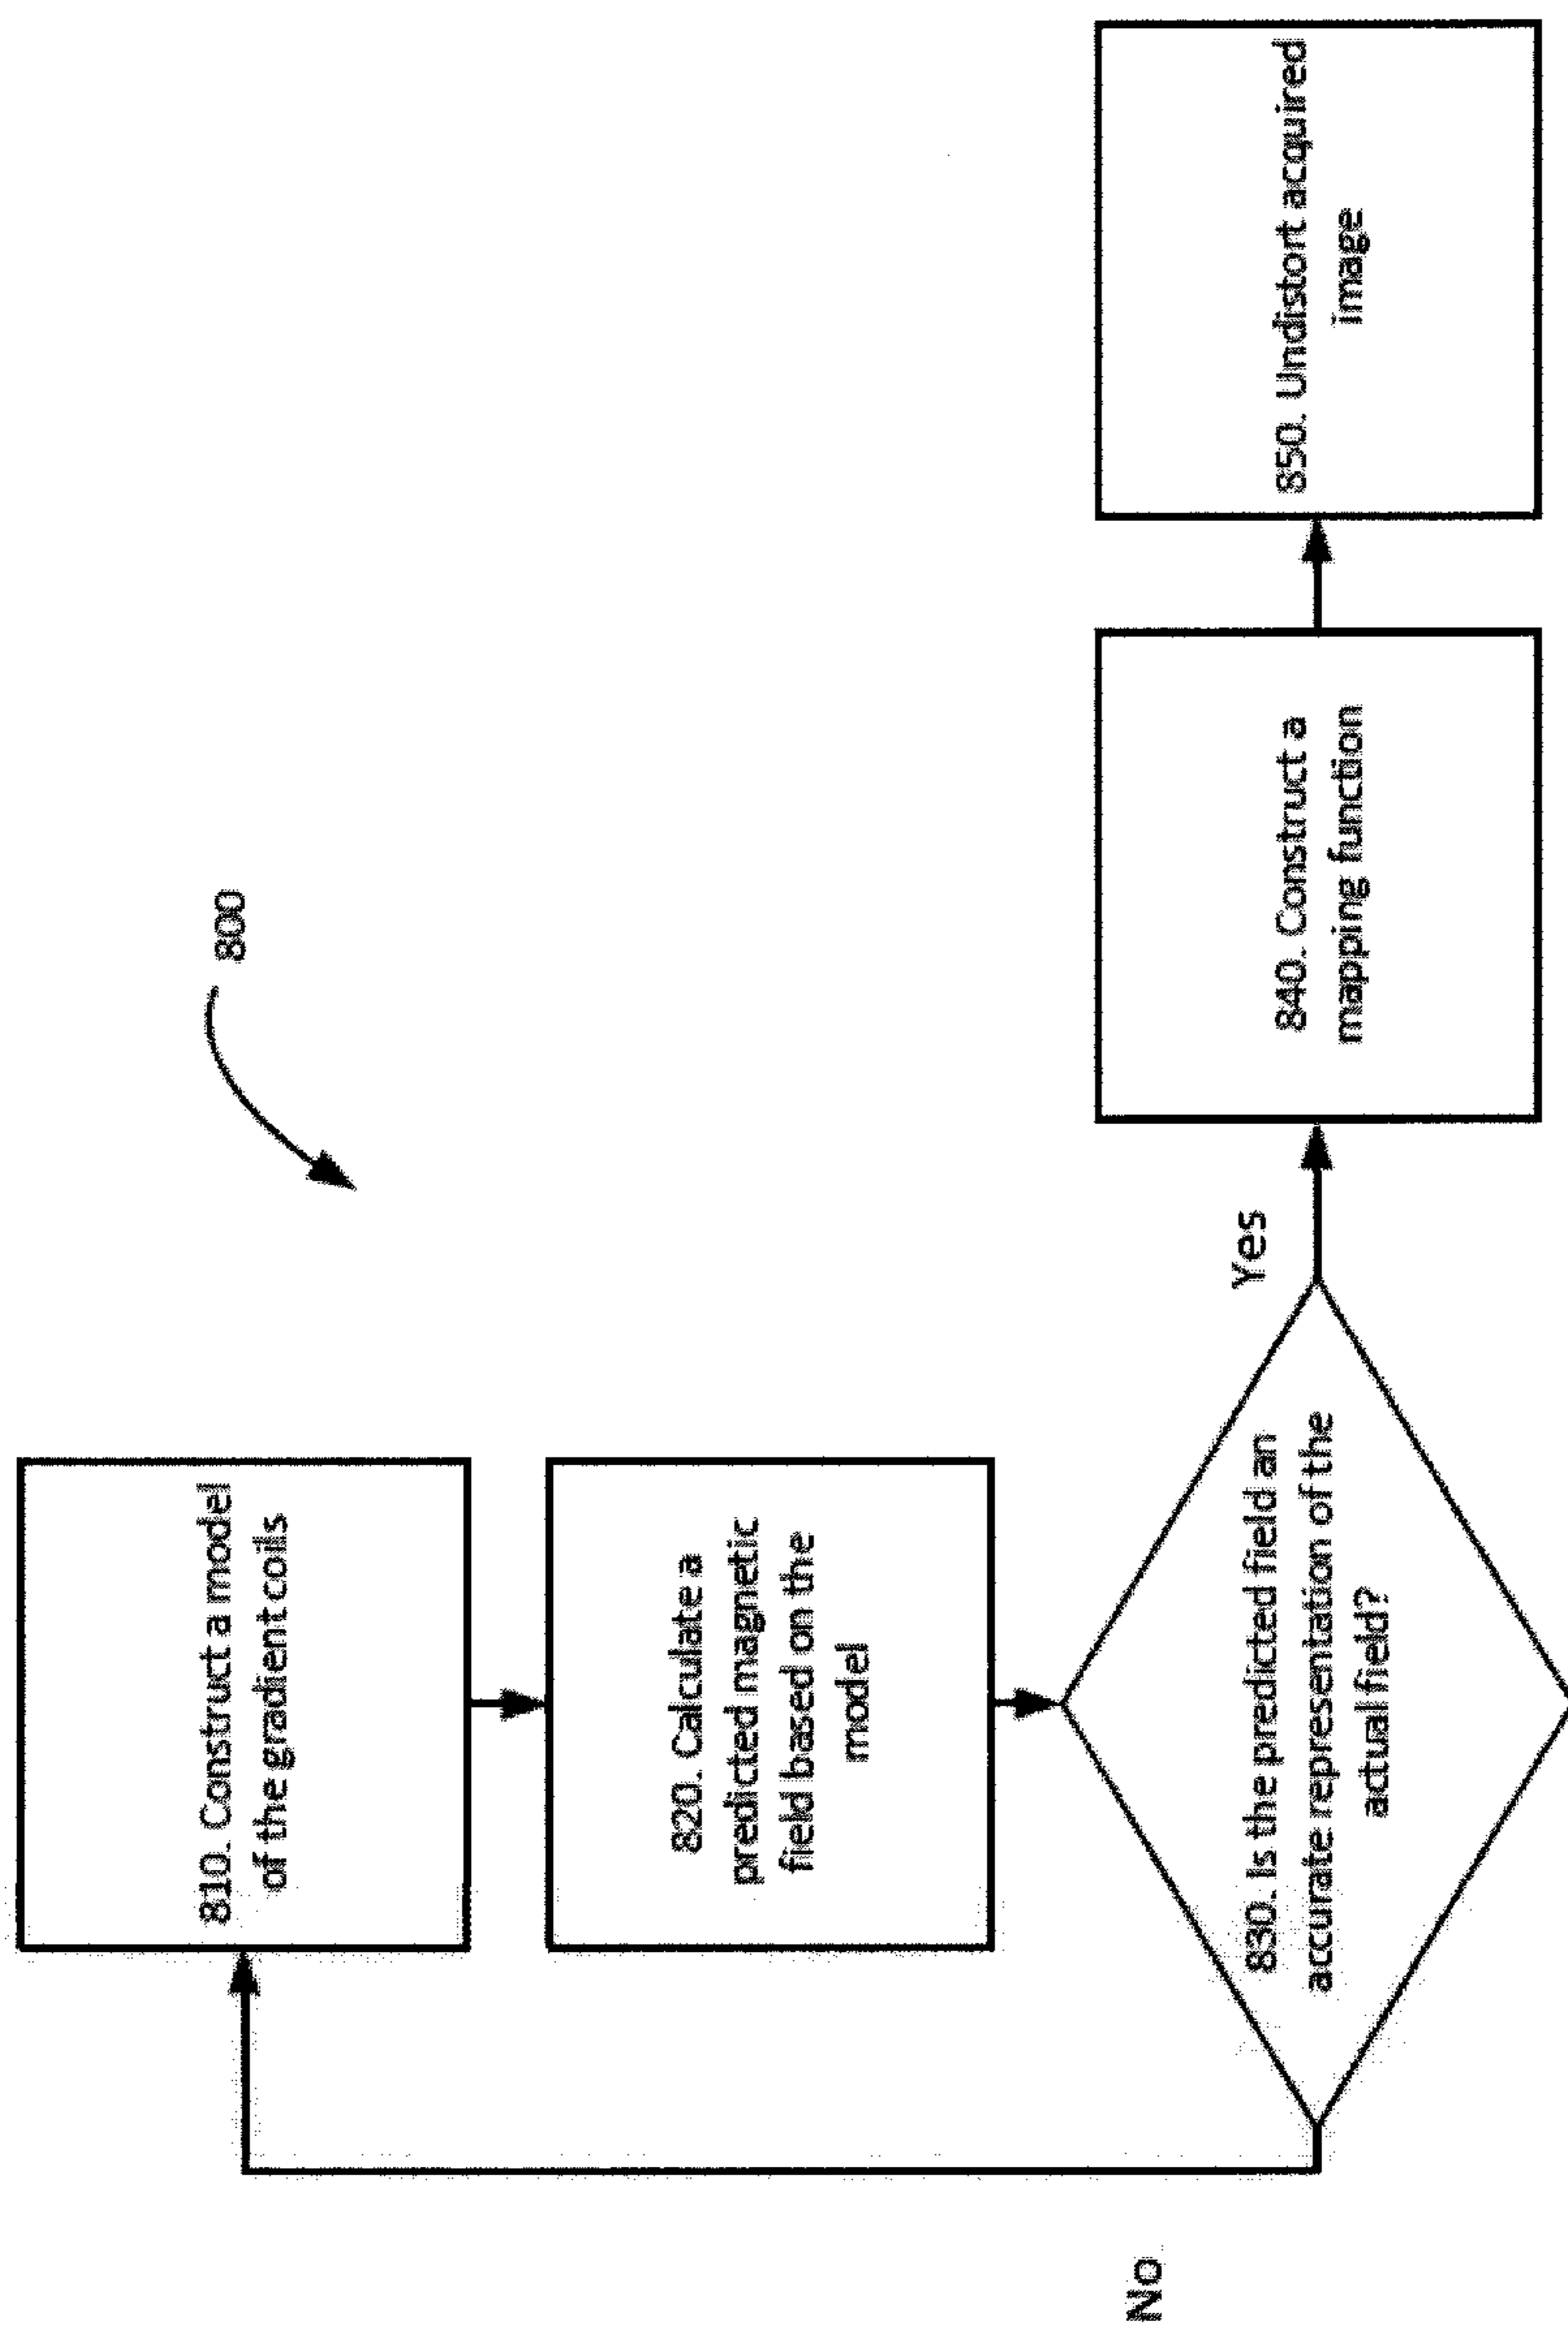 800
810. Construct a model
of the gradient coils
820. Calculate a
predicted magnetic
field based on the
model
830. Is the predicted field an
accurate representation of the
actual field?
No
Yes
840. Construct a
mapping function
850. Undistort acquired
image